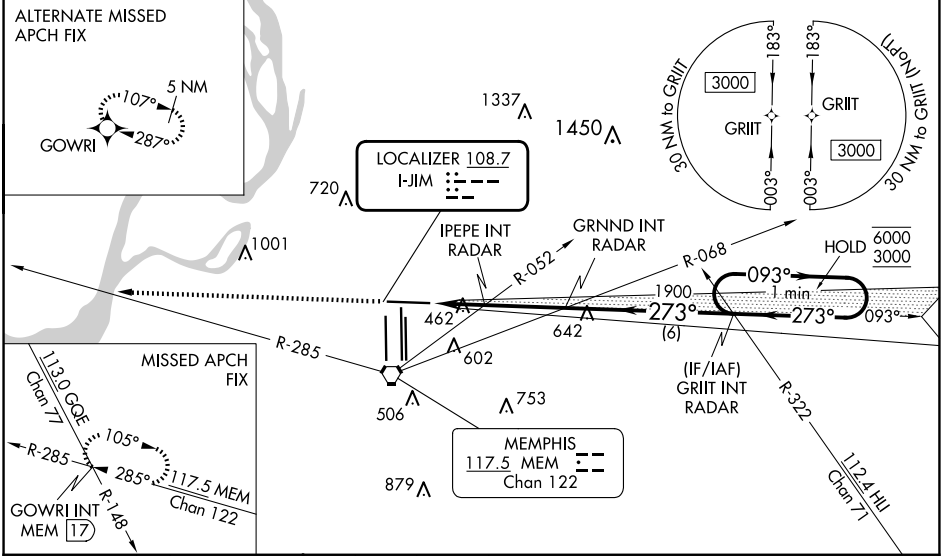 ALTERNATE MISSED
APCH FIX
5 NM
107°
287°
GOWRI
1337
1450
720
1001
LOCALIZER 108.7
I-JIM
30 NM to GRIIT
183°
3000
GRIIT
003°
183°
GRIIT
3000
003°
30 NM to GRIIT (NoPT)
IPEPE INT
RADAR
GRNND INT
RADAR
R-052
R-068
HOLD
6000
3000
093°
1 min
1900
273°
(6)
273°
093°
462
642
602
R-285
506
753
(IF/IAF)
GRIIT INT
RADAR
R-322
112.4 HLI
Chan 71
MEMPHIS
117.5 MEM
Chan 122
879
MISSED APCH
FIX
113.0 GQE
Chan 77
105°
R-285
285°
117.5 MEM
Chan 122
GOWRI INT
MEM 17
R-148